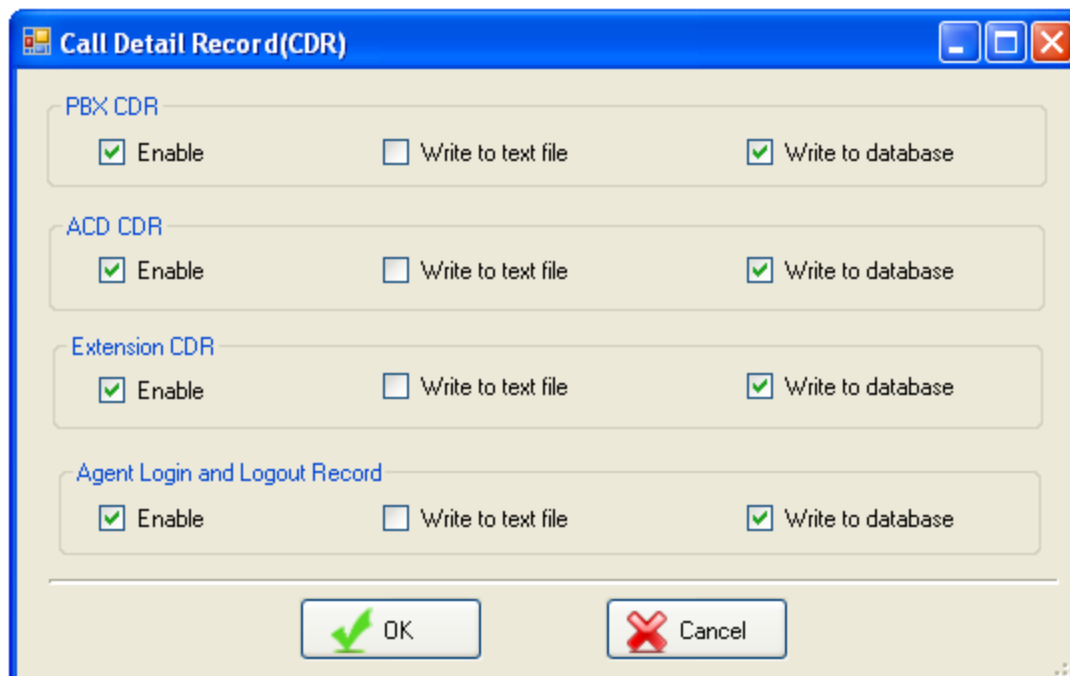 Call Detail Record(CDR)
PBX CDR
Enable Write to text file Write to database
ACD CDR
Enable Write to text file Write to database
Extension CDR
Enable Write to text file Write to database
Agent Login and Logout Record
Enable Write to text file Write to database
OK Cancel